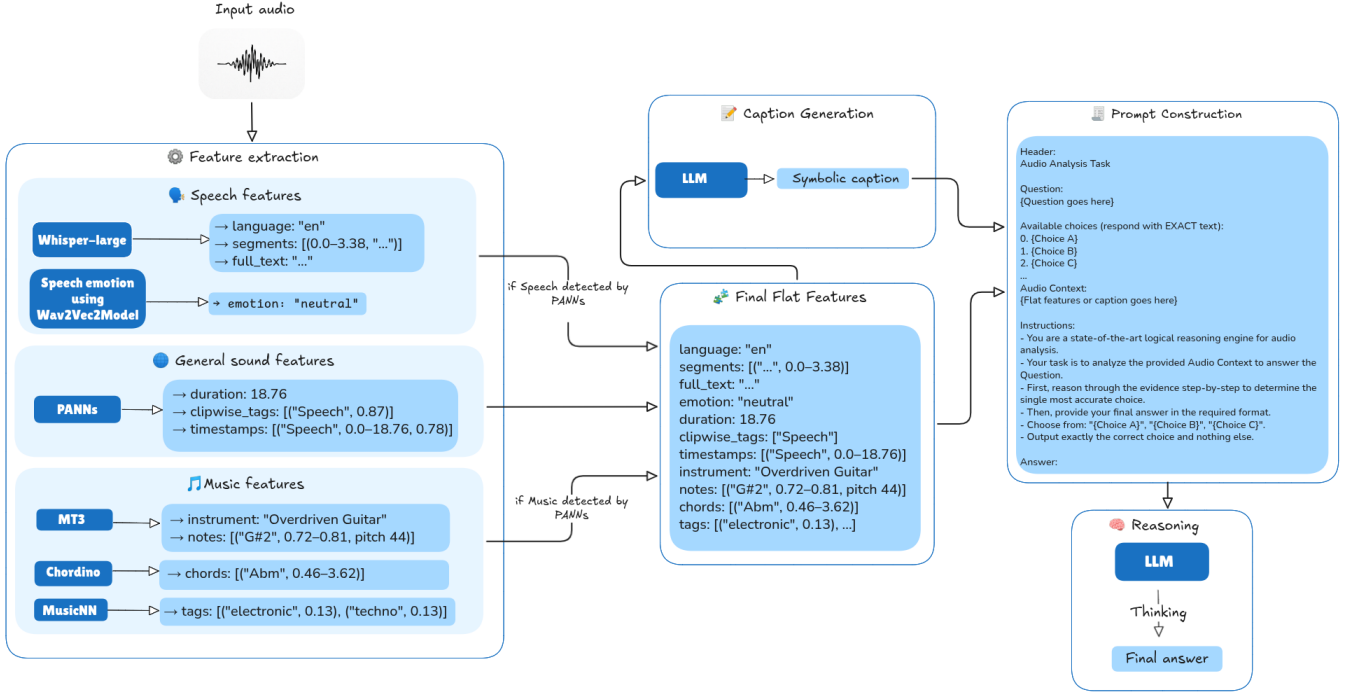 Input audio
⚙️ Feature extraction
🗣️ Speech features
Whisper-large
→ language: "en"
→ segments: [(0.0–3.38, "...")]
→ full_text: "..."
Speech emotion
using
Wav2Vec2Model
→ emotion: "neutral"
🌐 General sound features
PANNs
→ duration: 18.76
→ clipwise_tags: [("Speech", 0.87)]
→ timestamps: [("Speech", 0.0–18.76, 0.78)]
🎵 Music features
MT3
→ instrument: "Overdriven Guitar"
→ notes: [("G#2", 0.72–0.81, pitch 44)]
Chordino
→ chords: [("Abm", 0.46–3.62)]
MusicNN
→ tags: [("electronic", 0.13), ("techno", 0.13)]
if Speech detected by
PANNs
if Music detected by
PANNs
📝 Caption Generation
LLM
Symbolic caption
🧩 Final Flat Features
language: "en"
segments: [("...", 0.0–3.38)]
full_text: "..."
emotion: "neutral"
duration: 18.76
clipwise_tags: ["Speech"]
timestamps: [("Speech", 0.0–18.76)]
instrument: "Overdriven Guitar"
notes: [("G#2", 0.72–0.81, pitch 44)]
chords: [("Abm", 0.46–3.62)]
tags: [("electronic", 0.13), ...]
🧾 Prompt Construction
Header:
Audio Analysis Task
Question:
{Question goes here}
Available choices (respond with EXACT text):
0. {Choice A}
1. {Choice B}
2. {Choice C}
...
Audio Context:
{Flat features or caption goes here}
Instructions:
- You are a state-of-the-art logical reasoning engine for audio
analysis.
- Your task is to analyze the provided Audio Context to answer the
Question.
- First, reason through the evidence step-by-step to determine the
single most accurate choice.
- Then, provide your final answer in the required format.
- Choose from: "{Choice A}", "{Choice B}", "{Choice C}".
- Output exactly the correct choice and nothing else.
Answer:
🧠 Reasoning
LLM
Thinking
Final answer